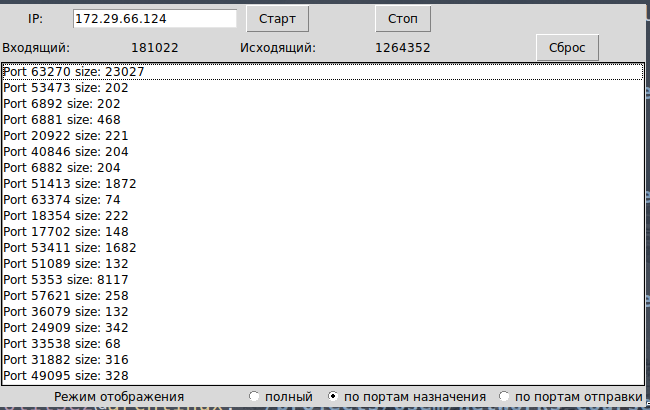 IP: 172.29.66.124 Старт Стоп
Входящий: 181022 Исходящий: 1264352 Сброс
Port 63270 size: 23027
Port 53473 size: 202
Port 6892 size: 202
Port 6881 size: 468
Port 20922 size: 221
Port 40846 size: 204
Port 6882 size: 204
Port 51413 size: 1872
Port 63374 size: 74
Port 18354 size: 222
Port 17702 size: 148
Port 53411 size: 1682
Port 51089 size: 132
Port 5353 size: 8117
Port 57621 size: 258
Port 36079 size: 132
Port 24909 size: 342
Port 33538 size: 68
Port 31882 size: 316
Port 49095 size: 328
Режим отображения полный по портам назначения по портам отправки